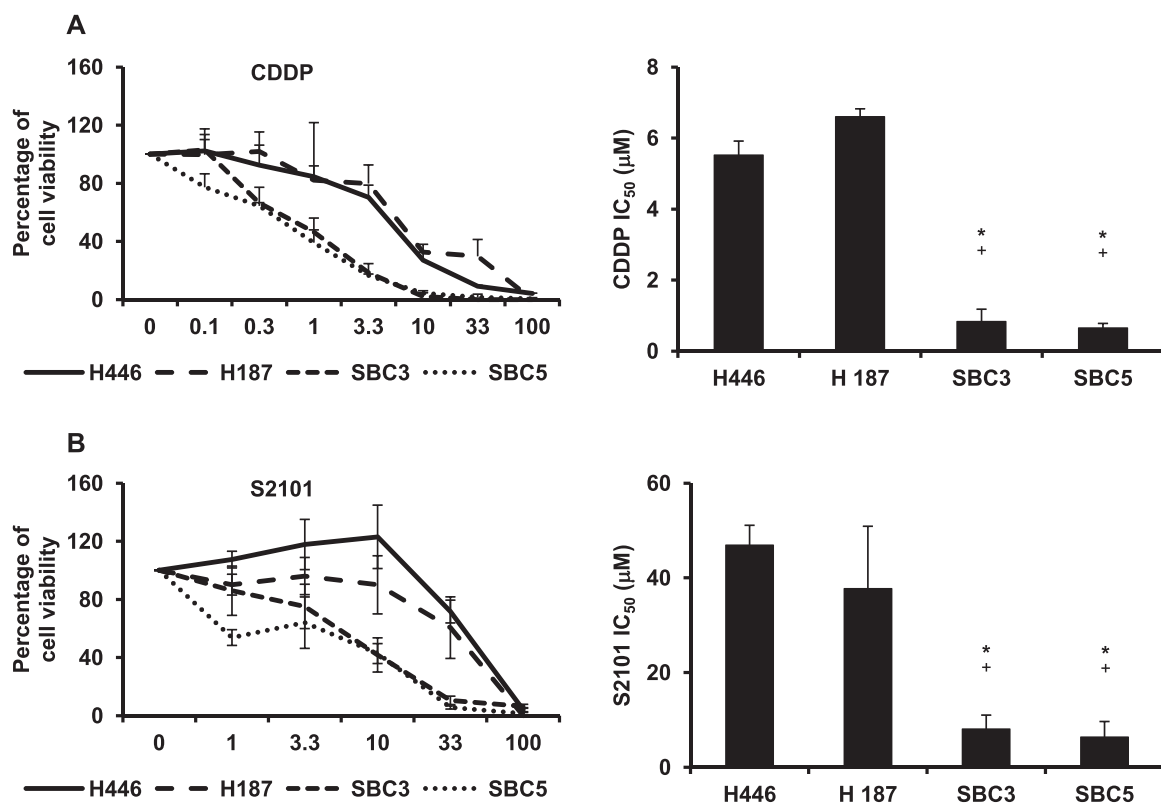 A
CDDP
Percentage of
cell viability
160
120
80
40
0
0 0.1 0.3 1 3.3 10 33 100
H446 H187 SBC3 SBC5
CDDP IC50 (μM)
8
6
4
2
0
* *
+ +
H446 H 187 SBC3 SBC5
B
S2101
Percentage of
cell viability
160
120
80
40
0
0 1 3.3 10 33 100
H446 H187 SBC3 SBC5
S2101 IC50 (μM)
60
40
20
0
* *
+ +
H446 H 187 SBC3 SBC5